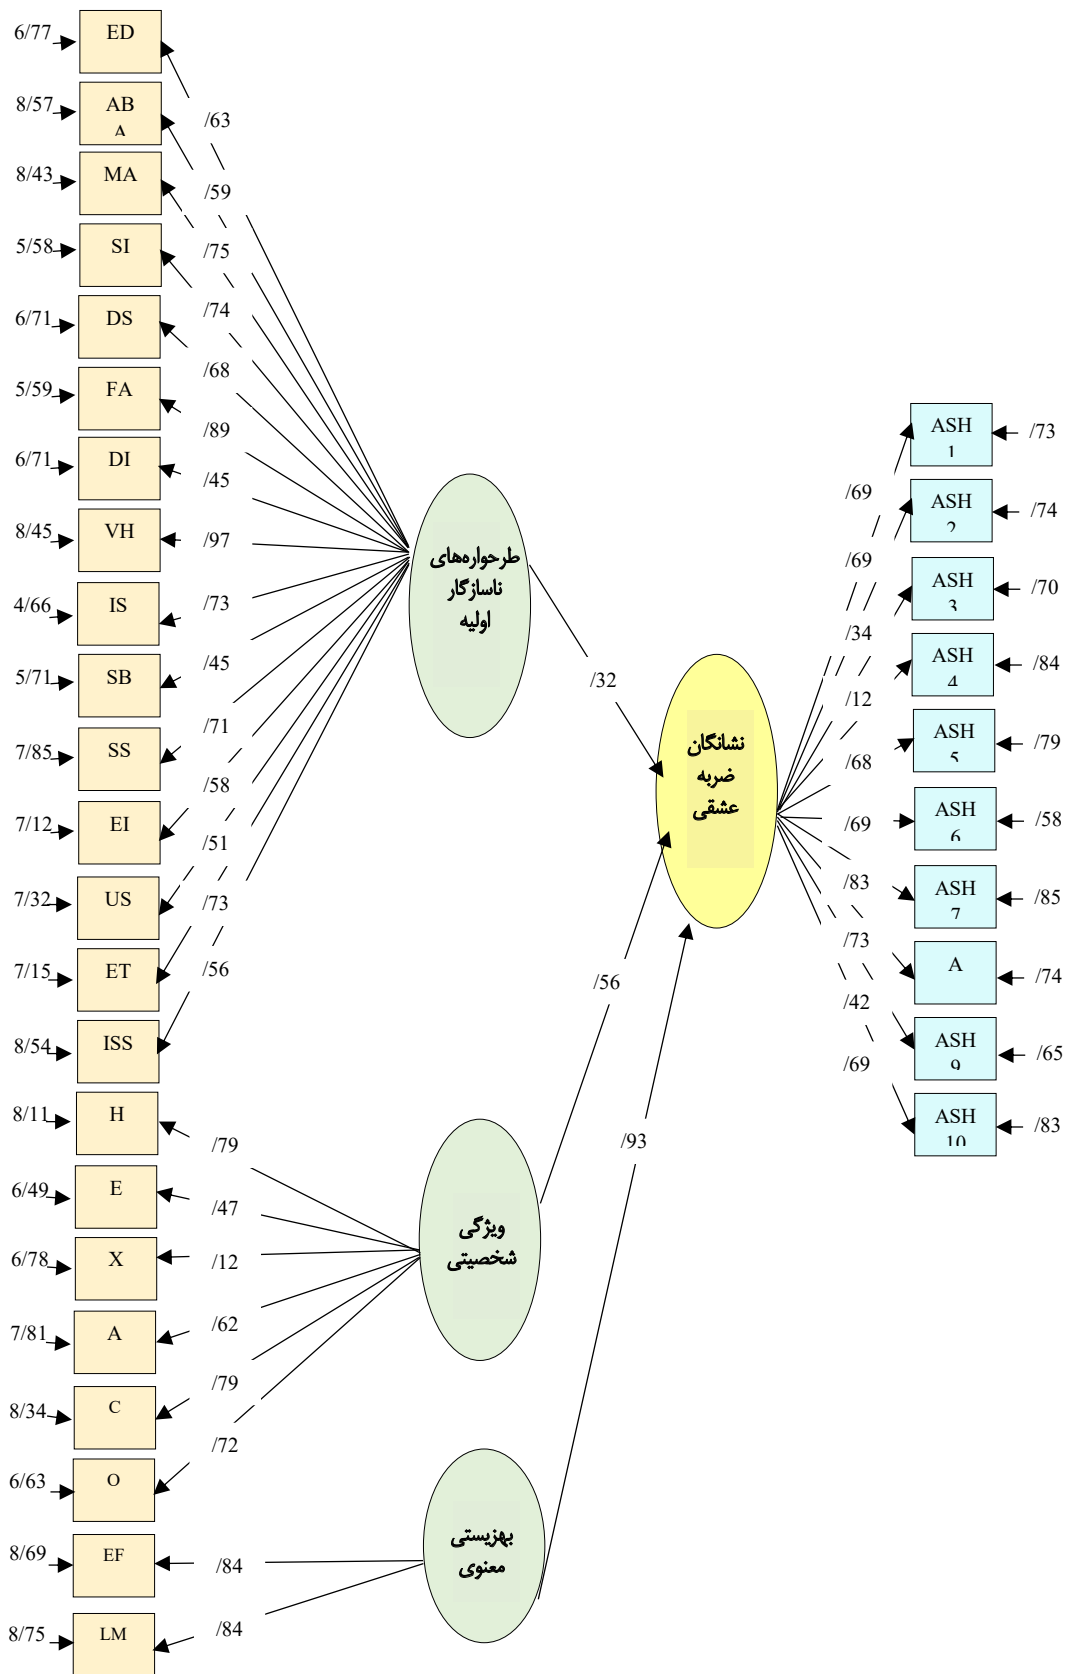 6/77
ED
8/57
AB
A
/63
8/43
MA
/59
5/58
SI
/75
6/71
DS
/74
5/59
FA
/68
6/71
DI
/89
8/45
VH
/45
/97
4/66
IS
/73
5/71
SB
/45
7/85
SS
/71
7/12
EI
/58
7/32
US
/51
7/15
ET
/73
8/54
ISS
/56
8/11
H
/79
6/49
E
/47
6/78
X
/12
7/81
A
/62
8/34
C
/79
6/63
O
/72
8/69
EF
/84
8/75
LM
/84
طرحواره‌های
ناسازگار
اولیه
/32
ویژگی
شخصیتی
/56
بهزیستی
معنوی
/93
نشانگان
ضربه
عشقی
/69
ASH
1
/73
/69
ASH
2
/74
/34
ASH
3
/70
/12
ASH
4
/84
/68
ASH
5
/79
/69
ASH
6
/58
/83
ASH
7
/85
/73
A
/74
/42
ASH
9
/65
/69
ASH
10
/83